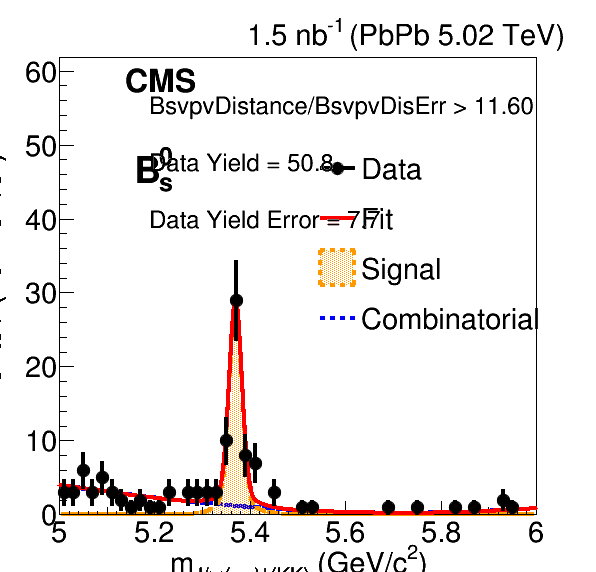 1.5 nb⁻¹ (PbPb 5.02 TeV)
CMS
BsvpvDistance/BsvpvDisErr > 11.60
B⁰ₛ
Data Yield = 50.8
Data Yield Error = 7.7
Data
Fit
Signal
Combinatorial
60
50
40
30
20
10
0
5 5.2 5.4 5.6 5.8 6
m (GeV/c²)